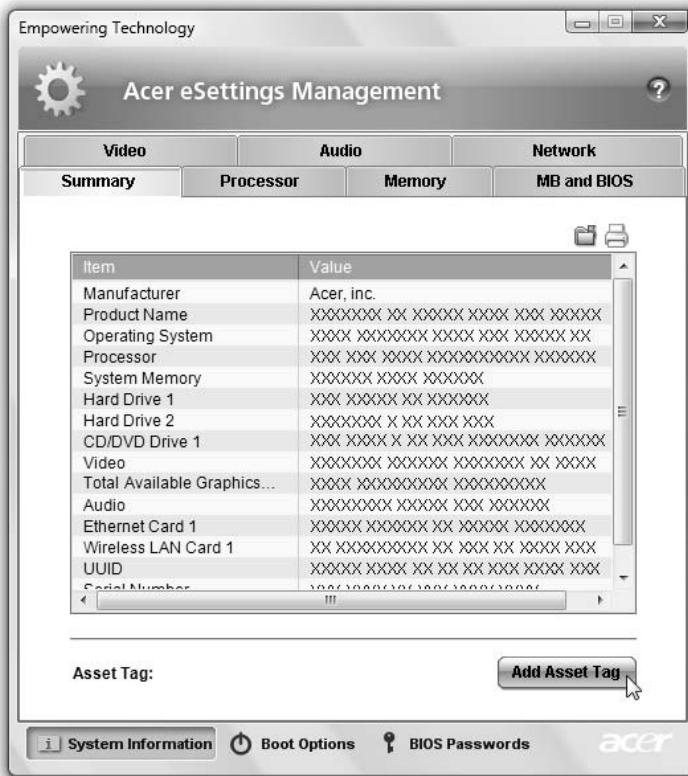 Empowering Technology
Acer eSettings Management
?
Video Audio Network
Summary Processor Memory MB and BIOS
Item Value
Manufacturer Acer, inc.
Product Name XXXXXXX XX XXXXX XXXX XXX XXXXX
Operating System XXXX XXXXXXX XXXX XXX XXXXX XX
Processor XXX XXX XXXX XXXXXXXXXX XXXXXX
System Memory XXXXXX XXXX XXXXXX
Hard Drive 1 XXX XXXXX XX XXXXXX
Hard Drive 2 XXXXXXX X XX XXX XXX
CD/DVD Drive 1 XXX XXXX X XX XXX XXXXXXX XXXXXX
Video XXXXXXXX XXXXXX XXXXXXX XX XXXX
Total Available Graphics... XXXX XXXXXXXXXX XXXXXXXXX
Audio XXXXX XXXXXX XX XXX XXXXXX
Ethernet Card 1 XXXXX XXXXXX XX XXXXX XXXXXXX
Wireless LAN Card 1 XX XXXXXXXXX XX XXX XX XXXX XXX
UUID XXXXX XXXX XX XX XX XXX XXXX XXX
Serial Number
Asset Tag: Add Asset Tag
i System Information Boot Options BIOS Passwords acer